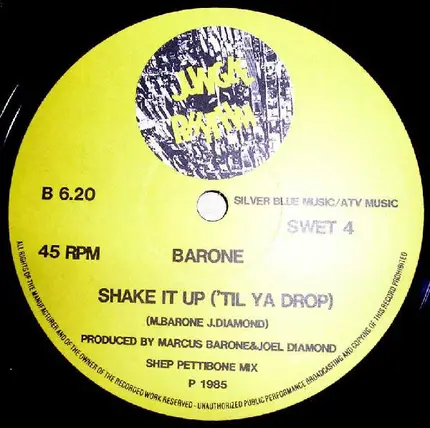 JUNGLE
RHYTHM
B 6.20
SILVER BLUE MUSIC/ATV MUSIC
SWET 4
45 RPM
BARONE
SHAKE IT UP ('TIL YA DROP)
(M.BARONE J.DIAMOND)
PRODUCED BY MARCUS BARONE&JOEL DIAMOND
SHEP PETTIBONE MIX
P 1985
ALL RIGHTS OF THE MANUFACTURER AND OF THE OWNER OF THE RECORDED WORK RESERVED - UNAUTHORIZED PUBLIC PERFORMANCE BROADCASTING AND COPYING OF THIS RECORD PROHIBITED